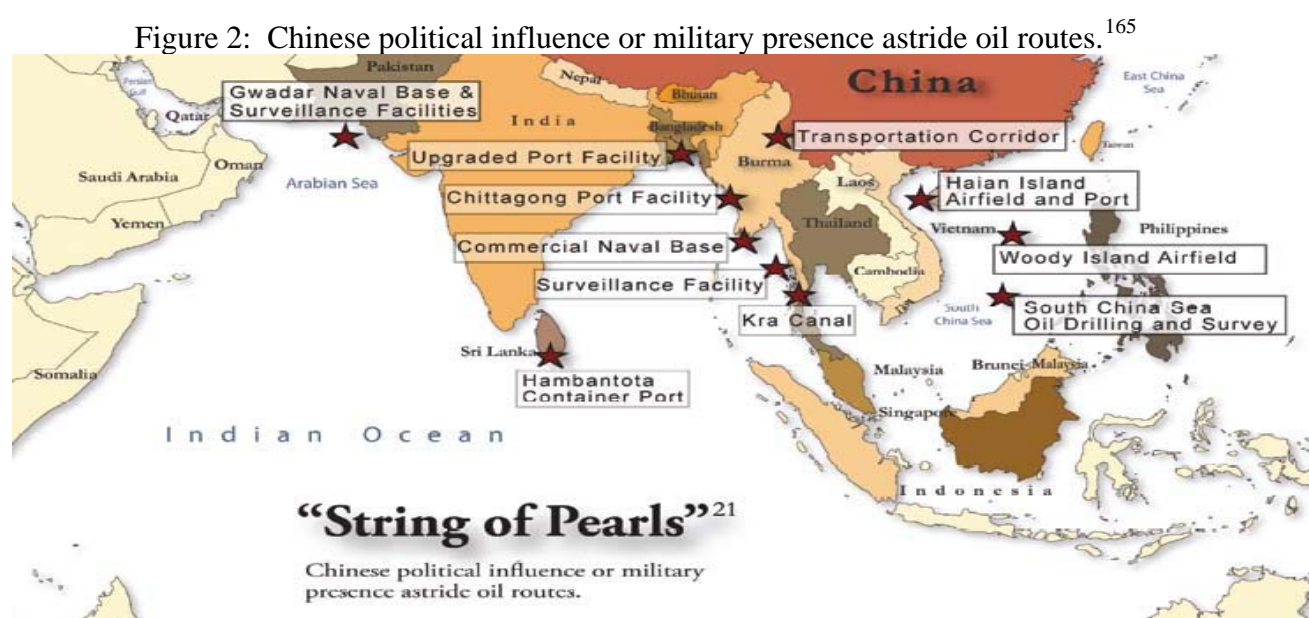 Figure 2: Chinese political influence or military presence astride oil routes.165
Pakistan
Nepal
China
East China
Sea
Persian
Gulf
Gwadar Naval Base &
Surveillance Facilities
Bhutan
Qatar
India
Bangladesh
Transportation Corridor
Taiwan
Oman
Upgraded Port Facility
Burma
Saudi Arabia
Arabian Sea
Laos
Haian Island
Airfield and Port
Chittagong Port Facility
Yemen
Thailand
Vietnam
Philippines
Commercial Naval Base
Woody Island Airfield
Cambodia
Surveillance Facility
South
China Sea
South China Sea
Oil Drilling and Survey
Kra Canal
Sri Lanka
Somalia
Malaysia
Brunei
Malaysia
Hambantota
Container Port
Singapore
Indian Ocean
Indonesia
“String of Pearls”21
Chinese political influence or military
presence astride oil routes.